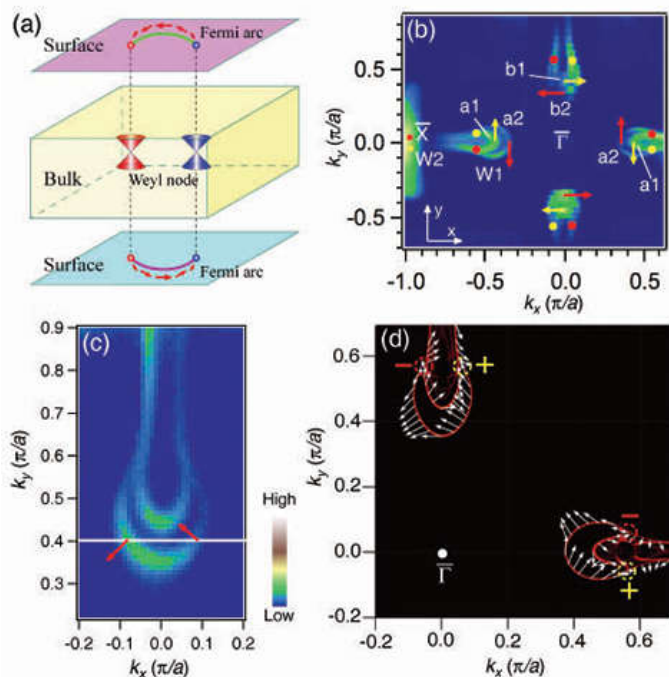 (a)
Surface
Fermi arc
Bulk
Weyl node
Surface
Fermi arc
(b)
k_y (π/a)
0.5
0.0
-0.5
b1
b2
a1
a2
X̅
W2
W1
Γ̅
a2
a1
y
x
-1.0
-0.5
0.0
0.5
k_x (π/a)
(c)
k_y (π/a)
0.9
0.8
0.7
0.6
0.5
0.4
0.3
-0.2
-0.1
0.0
0.1
0.2
k_x (π/a)
High
Low
(d)
k_y (π/a)
0.6
0.4
0.2
0.0
-0.2
− +
−
+
Γ̅
-0.2
0.0
0.2
0.4
0.6
k_x (π/a)